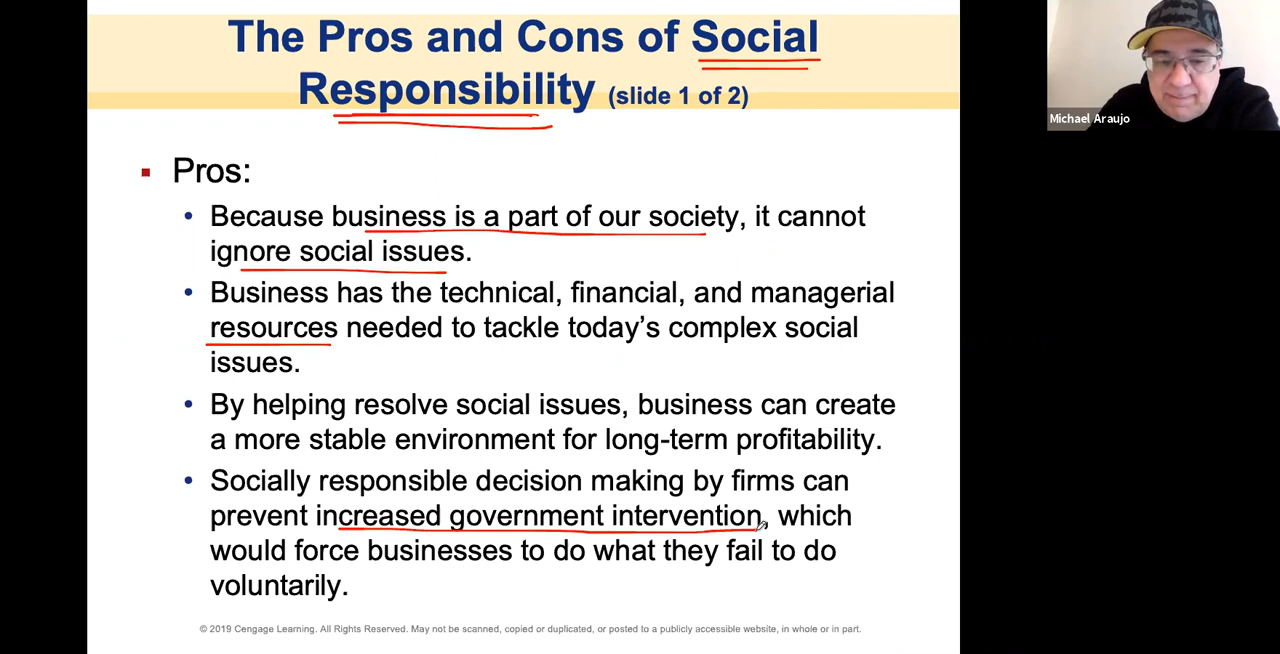 The Pros and Cons of Social
Responsibility (slide 1 of 2)
Michael Araujo
▪ Pros:
• Because business is a part of our society, it cannot
ignore social issues.
• Business has the technical, financial, and managerial
resources needed to tackle today’s complex social
issues.
• By helping resolve social issues, business can create
a more stable environment for long-term profitability.
• Socially responsible decision making by firms can
prevent increased government intervention, which
would force businesses to do what they fail to do
voluntarily.
© 2019 Cengage Learning. All Rights Reserved. May not be scanned, copied or duplicated, or posted to a publicly accessible website, in whole or in part.